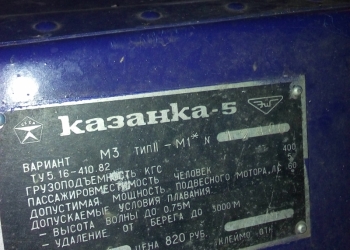 казанка-5
ВАРИАНТ М3 ТИП II-М1* N
ТУ 5.16-410.82
ГРУЗОПОДЪЕМНОСТЬ КГС 400
ПАССАЖИРОВМЕСТИМОСТЬ ЧЕЛОВЕК
ДОПУСТИМАЯ МОЩНОСТЬ ПОДВЕСНОГО МОТОРА, ЛС
ДОПУСКАЕМЫЕ УСЛОВИЯ ПЛАВАНИЯ
- ВЫСОТА ВОЛНЫ ДО 0.75М
- УДАЛЕНИЕ ОТ БЕРЕГА ДО 3000 М
ЦЕНА 820 РУБ. (КЛЕЙМО ОТК)